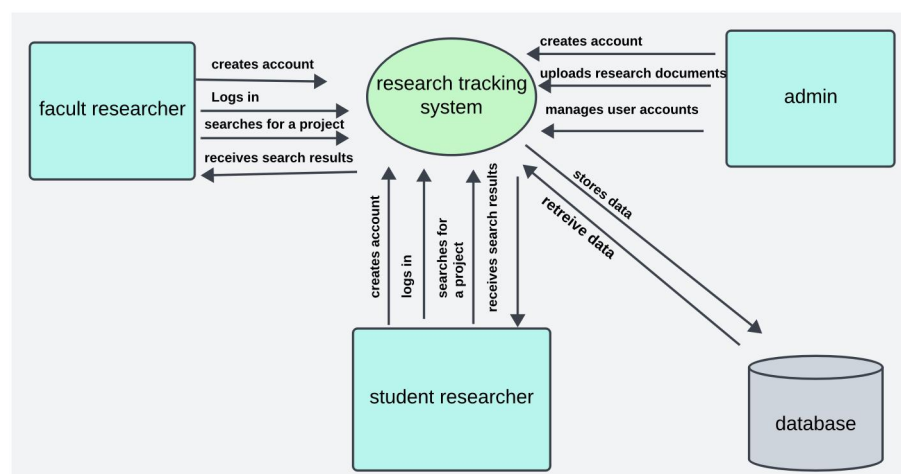 facult researcher
creates account
Logs in
searches for a project
receives search results
research tracking
system
creates account
uploads research documents
manages user accounts
admin
creates account
logs in
searches for
a project
receives search results
stores data
retreive data
student researcher
database